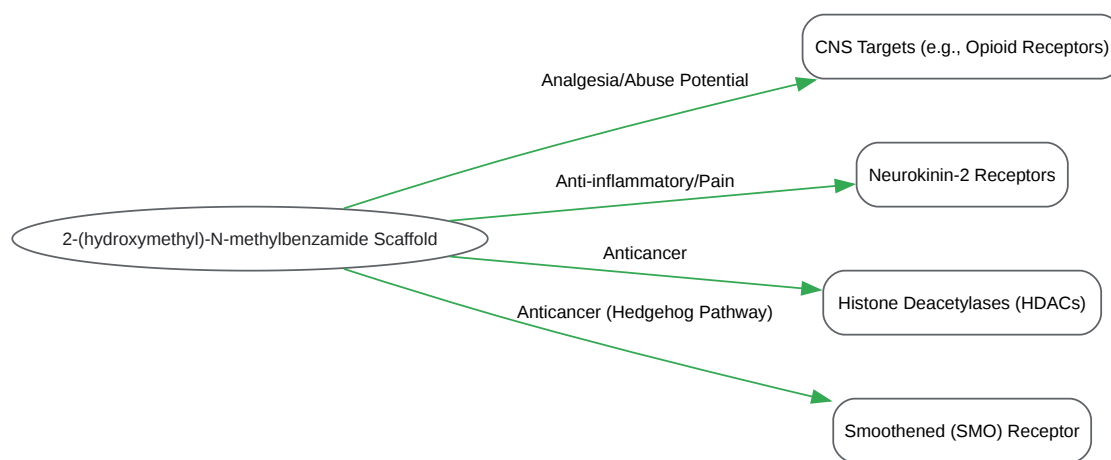 CNS Targets (e.g., Opioid Receptors)
Analgesia/Abuse Potential
Neurokinin-2 Receptors
Anti-inflammatory/Pain
2-(hydroxymethyl)-N-methylbenzamide Scaffold
Anticancer
Histone Deacetylases (HDACs)
Anticancer (Hedgehog Pathway)
Smoothened (SMO) Receptor